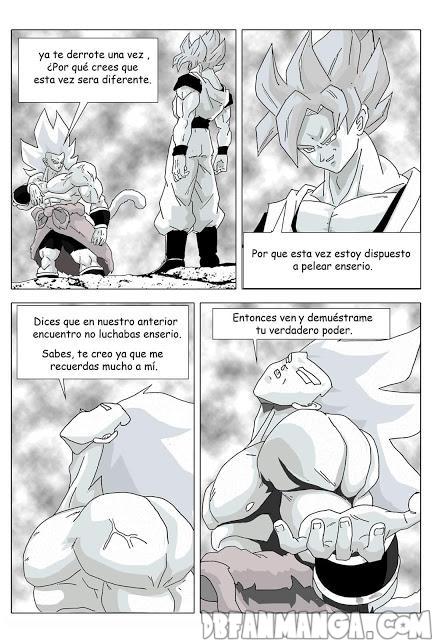 ya te derrote una vez ,
¿Por qué crees que
esta vez sera diferente.
Por que esta vez estoy dispuesto
a pelear enserio.
Dices que en nuestro anterior
encuentro no luchabas enserio.
Sabes, te creo ya que me
recuerdas mucho a mí.
Entonces ven y demuéstrame
tu verdadero poder.
DBFANMANGA.COM